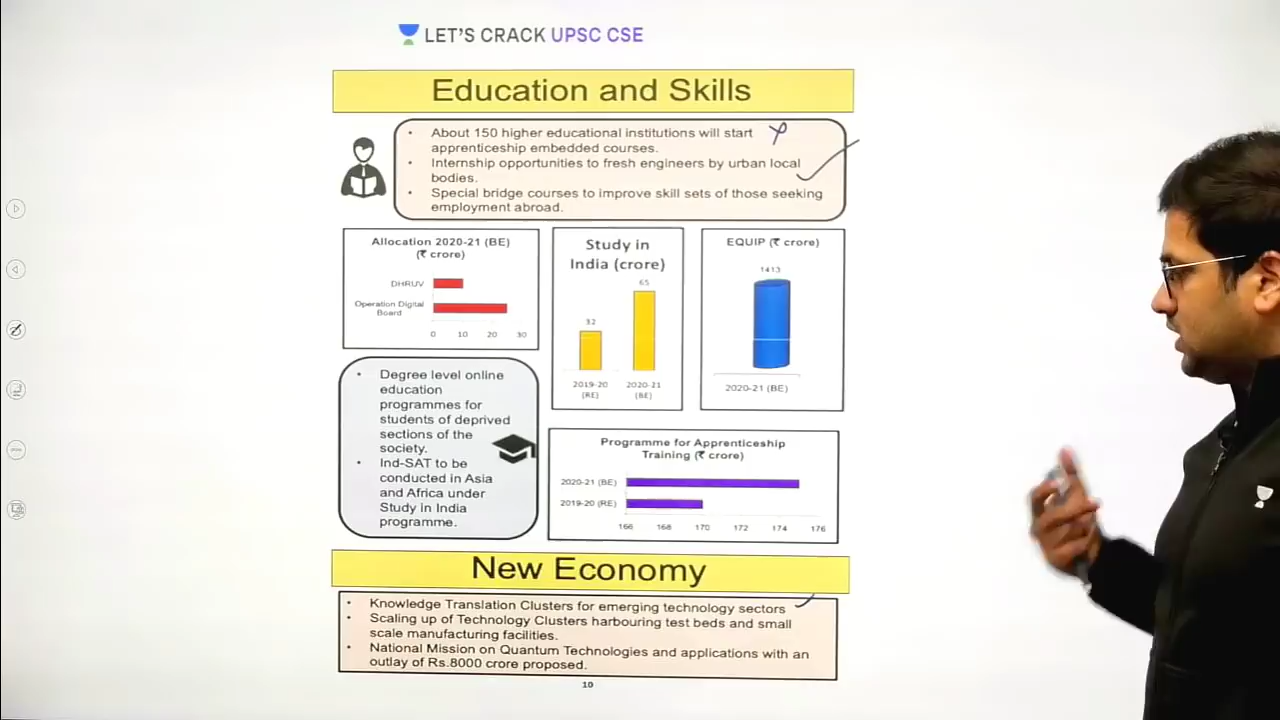 LET'S CRACK UPSC CSE
Education and Skills
• About 150 higher educational institutions will start
apprenticeship embedded courses.
• Internship opportunities to fresh engineers by urban local
bodies.
• Special bridge courses to improve skill sets of those seeking
employment abroad.
Allocation 2020-21 (BE)
(₹ crore)
DHRUV
Operation Digital
Board
0 10 20 30
Study in
India (crore)
65
32
2019-20
(RE)
2020-21
(BE)
EQUIP (₹ crore)
1413
2020-21 (BE)
• Degree level online
education
programmes for
students of deprived
sections of the
society.
• Ind-SAT to be
conducted in Asia
and Africa under
Study in India
programme.
Programme for Apprenticeship
Training (₹ crore)
2020-21 (BE)
2019-20 (RE)
166 168 170 172 174 176
New Economy
• Knowledge Translation Clusters for emerging technology sectors
• Scaling up of Technology Clusters harbouring test beds and small
scale manufacturing facilities.
• National Mission on Quantum Technologies and applications with an
outlay of Rs.8000 crore proposed.
10